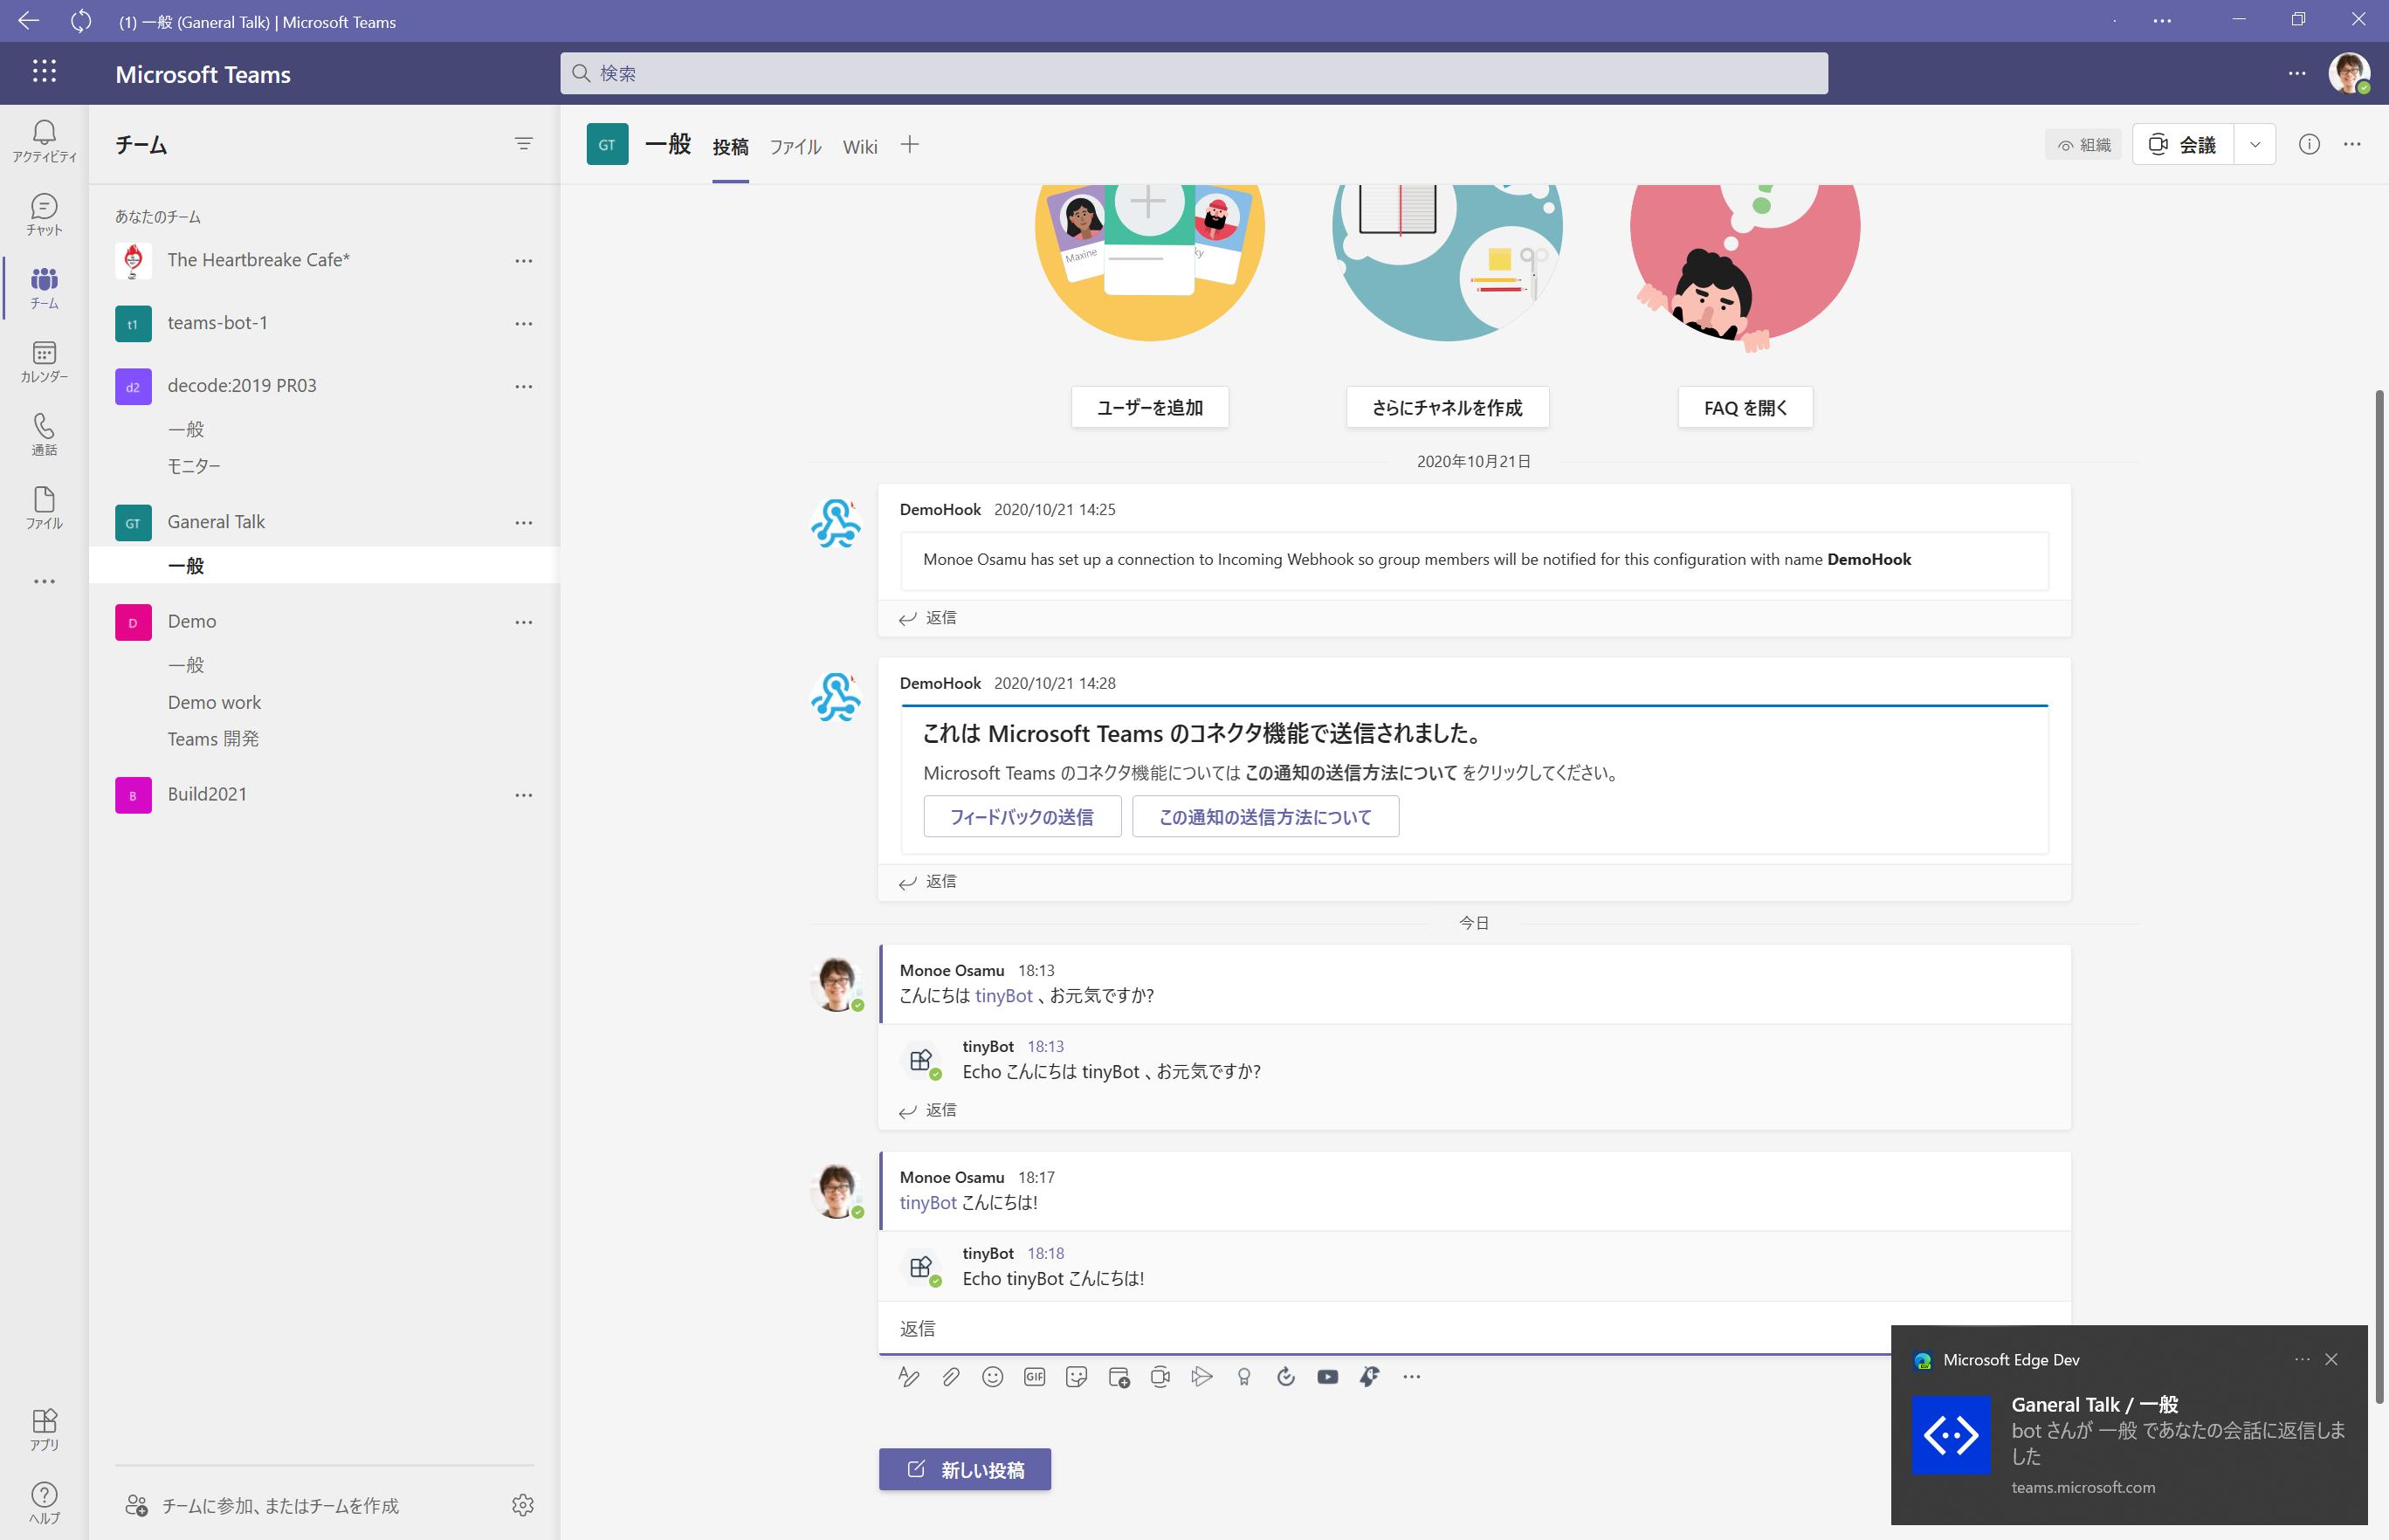 (1) 一般 (Ganeral Talk) | Microsoft Teams
Microsoft Teams
検索
アクティビティ
チャット
チーム
カレンダー
通話
ファイル
アプリ
ヘルプ
チーム
あなたのチーム
The Heartbreake Cafe*
t1
teams-bot-1
d2
decode:2019 PR03
一般
モニター
GT
Ganeral Talk
一般
D
Demo
一般
Demo work
Teams 開発
B
Build2021
チームに参加、またはチームを作成
GT
一般
投稿
ファイル
Wiki
組織
会議
Maxine
ky
ユーザーを追加
さらにチャネルを作成
FAQ を開く
2020年10月21日
DemoHook 2020/10/21 14:25
Monoe Osamu has set up a connection to Incoming Webhook so group members will be notified for this configuration with name DemoHook
返信
DemoHook 2020/10/21 14:28
これは Microsoft Teams のコネクタ機能で送信されました。
Microsoft Teams のコネクタ機能については この通知の送信方法について をクリックしてください。
フィードバックの送信
この通知の送信方法について
返信
今日
Monoe Osamu 18:13
こんにちは tinyBot 、お元気ですか?
tinyBot 18:13
Echo こんにちは tinyBot 、お元気ですか?
返信
Monoe Osamu 18:17
tinyBot こんにちは!
tinyBot 18:18
Echo tinyBot こんにちは!
返信
GIF
新しい投稿
Microsoft Edge Dev
Ganeral Talk / 一般
bot さんが 一般 であなたの会話に返信しま
した
teams.microsoft.com